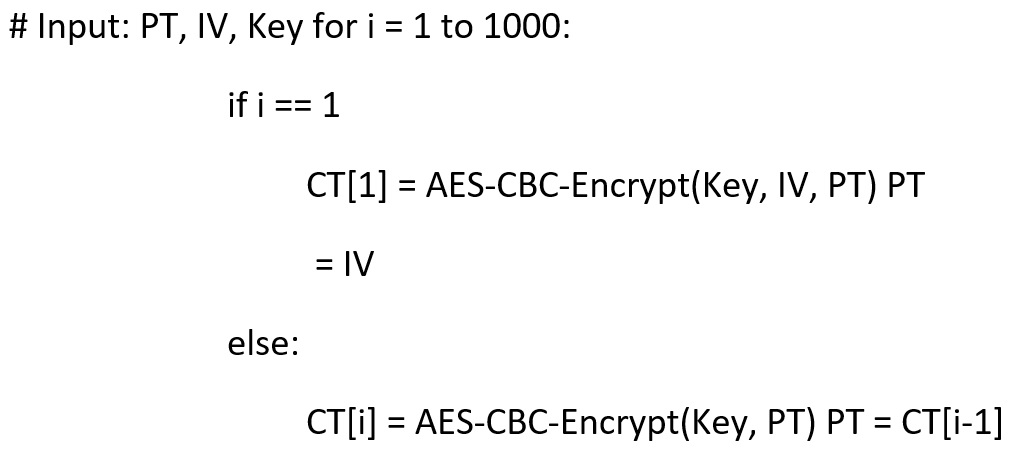 # Input: PT, IV, Key for i = 1 to 1000:
if i == 1
CT[1] = AES-CBC-Encrypt(Key, IV, PT) PT
= IV
else:
CT[i] = AES-CBC-Encrypt(Key, PT) PT = CT[i-1]